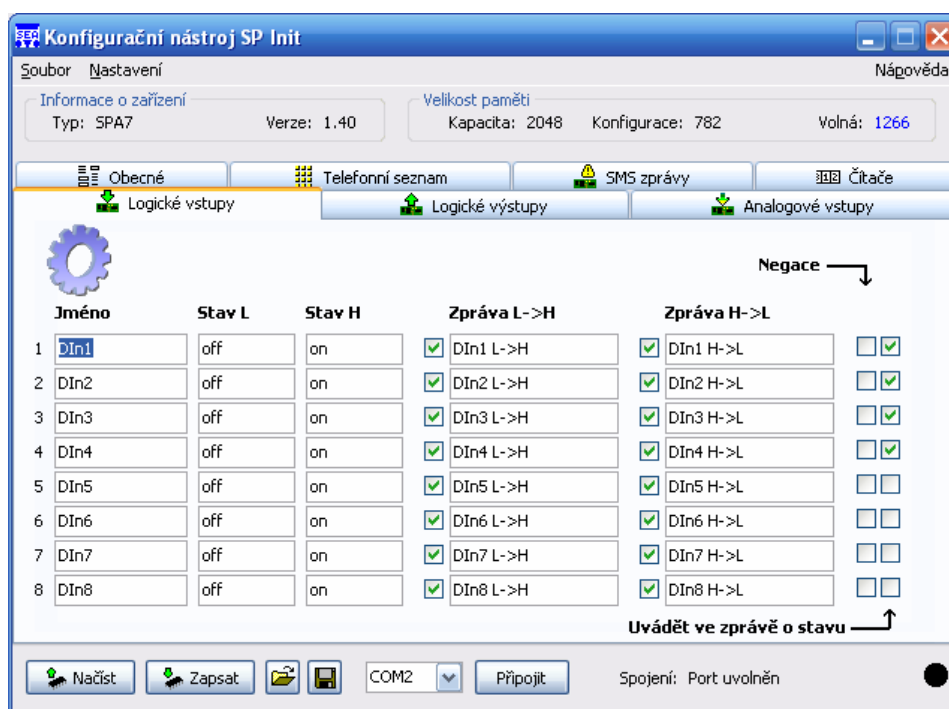 Konfigurační nástroj SP Init
Soubor Nastavení Nápověda
Informace o zařízení Velikost paměti
Typ: SPA7 Verze: 1.40 Kapacita: 2048 Konfigurace: 782 Volná: 1266
Obecné Telefonní seznam SMS zprávy Čítače
Logické vstupy Logické výstupy Analogové vstupy
Negace
Jméno Stav L Stav H Zpráva L->H Zpráva H->L
1 DIn1 off on DIn1 L->H DIn1 H->L
2 DIn2 off on DIn2 L->H DIn2 H->L
3 DIn3 off on DIn3 L->H DIn3 H->L
4 DIn4 off on DIn4 L->H DIn4 H->L
5 DIn5 off on DIn5 L->H DIn5 H->L
6 DIn6 off on DIn6 L->H DIn6 H->L
7 DIn7 off on DIn7 L->H DIn7 H->L
8 DIn8 off on DIn8 L->H DIn8 H->L
Uvádět ve zprávě o stavu
Načíst Zapsat COM2 Připojit Spojení: Port uvolněn